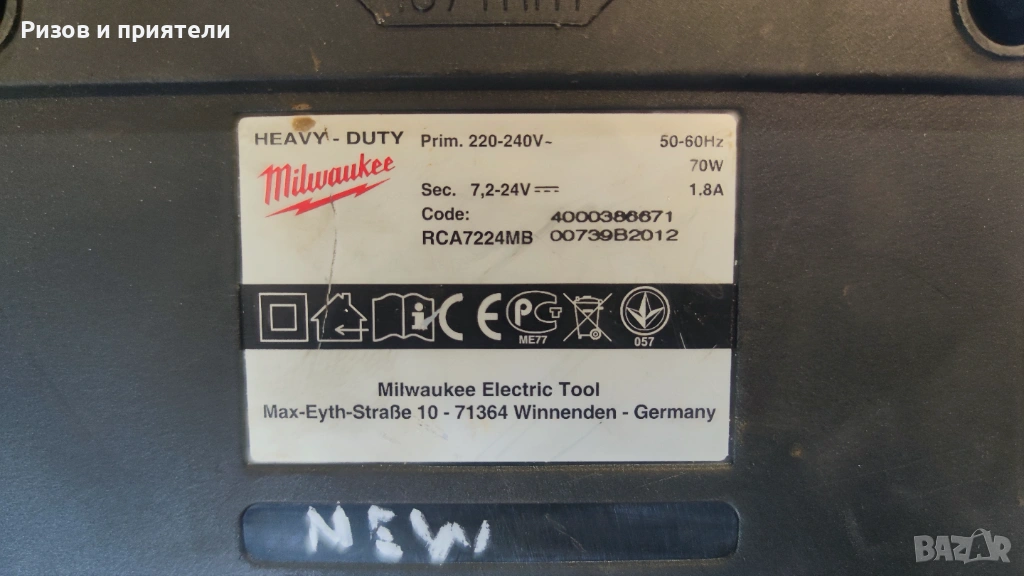 Ризов и приятели
HEAVY - DUTY
Milwaukee
Prim. 220-240V~ 50-60Hz
70W
Sec. 7,2-24V 1.8A
Code: 4000386671
RCA7224MB 00739B2012
ME77
057
Milwaukee Electric Tool
Max-Eyth-Straße 10 - 71364 Winnenden - Germany
NEW
BAZAR